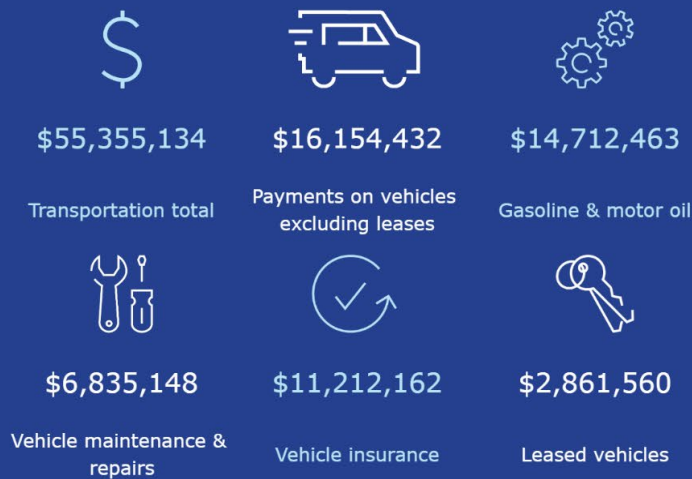 $55,355,134
$16,154,432
$14,712,463
Transportation total
Payments on vehicles
excluding leases
Gasoline & motor oil
$6,835,148
$11,212,162
$2,861,560
Vehicle maintenance &
repairs
Vehicle insurance
Leased vehicles